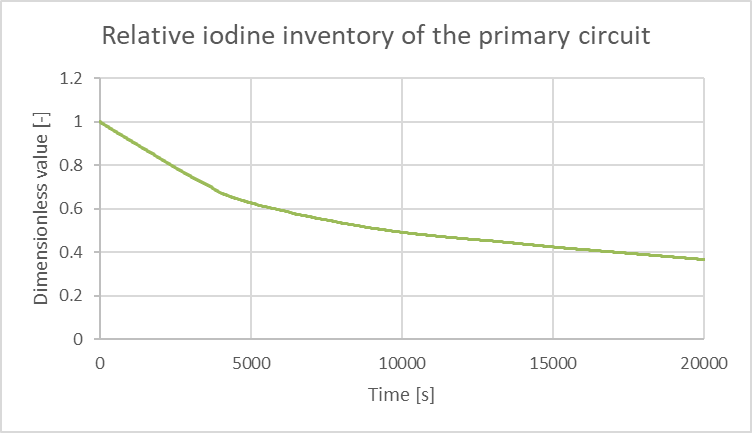 Relative iodine inventory of the primary circuit
Dimensionless value [-]
1.2
1
0.8
0.6
0.4
0.2
0
0 5000 10000 15000 20000
Time [s]